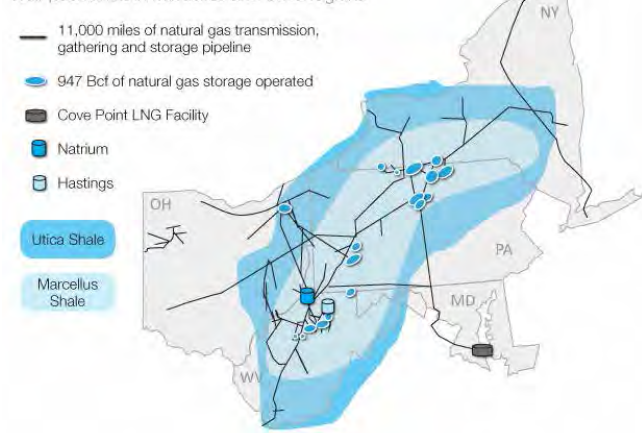 11,000 miles of natural gas transmission,
gathering and storage pipeline
947 Bcf of natural gas storage operated
Cove Point LNG Facility
Natrium
Hastings
Utica Shale
Marcellus
Shale
NY
OH
PA
MD
WV